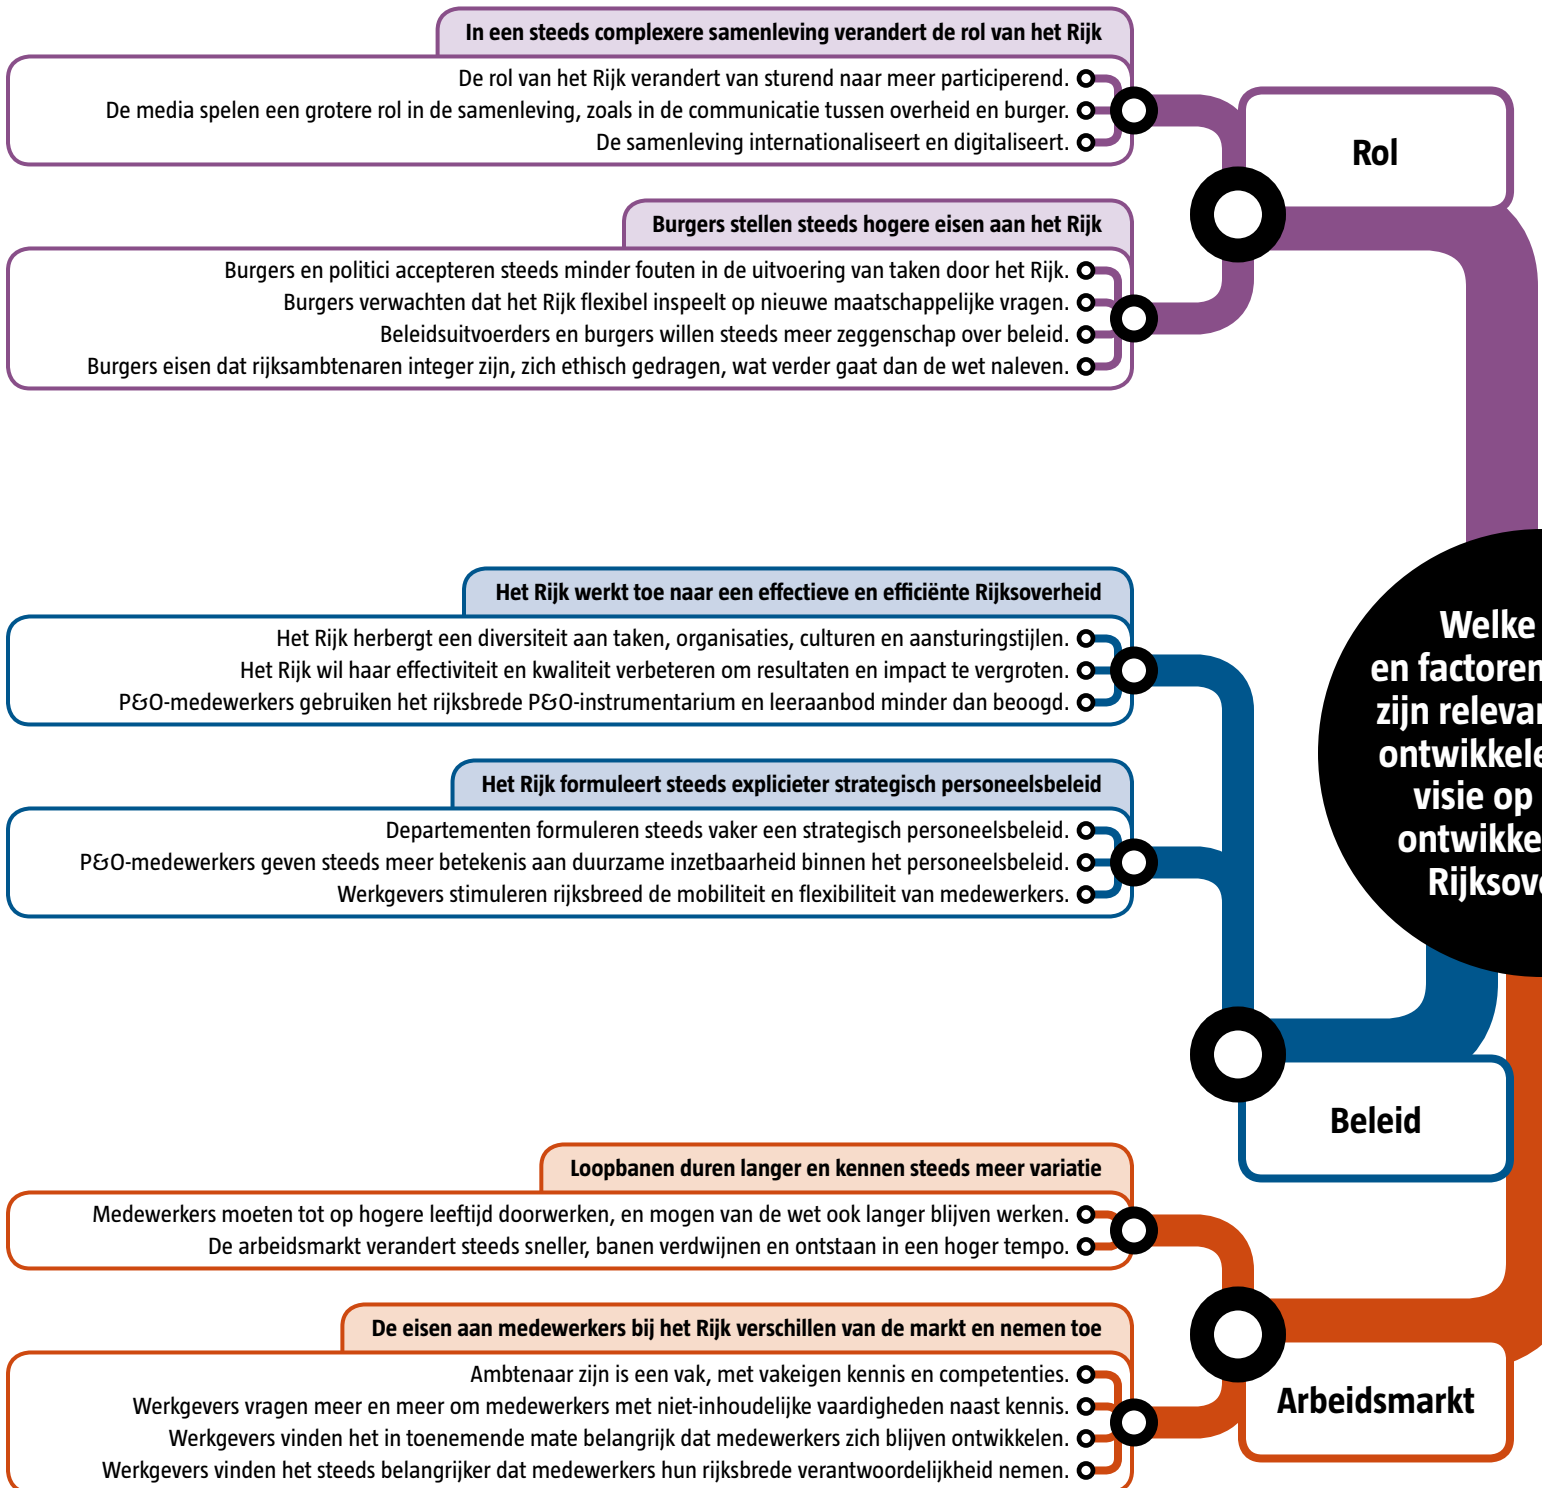 In een steeds complexere samenleving verandert de rol van het Rijk
De rol van het Rijk verandert van sturend naar meer participerend.
De media spelen een grotere rol in de samenleving, zoals in de communicatie tussen overheid en burger.
De samenleving internationaliseert en digitaliseert.
Rol
Burgers stellen steeds hogere eisen aan het Rijk
Burgers en politici accepteren steeds minder fouten in de uitvoering van taken door het Rijk.
Burgers verwachten dat het Rijk flexibel inspeelt op nieuwe maatschappelijke vragen.
Beleidsuitvoerders en burgers willen steeds meer zeggenschap over beleid.
Burgers eisen dat rijksambtenaren integer zijn, zich ethisch gedragen, wat verder gaat dan de wet naleven.
Het Rijk werkt toe naar een effectieve en efficiënte Rijksoverheid
Het Rijk herbergt een diversiteit aan taken, organisaties, culturen en aansturingstijlen.
Het Rijk wil haar effectiviteit en kwaliteit verbeteren om resultaten en impact te vergroten.
P&O-medewerkers gebruiken het rijksbrede P&O-instrumentarium en leeraanbod minder dan beoogd.
Het Rijk formuleert steeds explicieter strategisch personeelsbeleid
Departementen formuleren steeds vaker een strategisch personeelsbeleid.
P&O-medewerkers geven steeds meer betekenis aan duurzame inzetbaarheid binnen het personeelsbeleid.
Werkgevers stimuleren rijksbreed de mobiliteit en flexibiliteit van medewerkers.
Welke
en factoren
zijn
ontwikkele
visie op
ontwikke
Rijksov
Beleid
Loopbanen duren langer en kennen steeds meer variatie
Medewerkers moeten tot op hogere leeftijd doorwerken, en mogen van de wet ook langer blijven werken.
De arbeidsmarkt verandert steeds sneller, banen verdwijnen en ontstaan in een hoger tempo.
De eisen aan medewerkers bij het Rijk verschillen van de markt en nemen toe
Ambtenaar zijn is een vak, met vakeigen kennis en competenties.
Werkgevers vragen meer en meer om medewerkers met niet-inhoudelijke vaardigheden naast kennis.
Werkgevers vinden het in toenemende mate belangrijk dat medewerkers zich blijven ontwikkelen.
Werkgevers vinden het steeds belangrijker dat medewerkers hun rijksbrede verantwoordelijkheid nemen.
Arbeidsmarkt